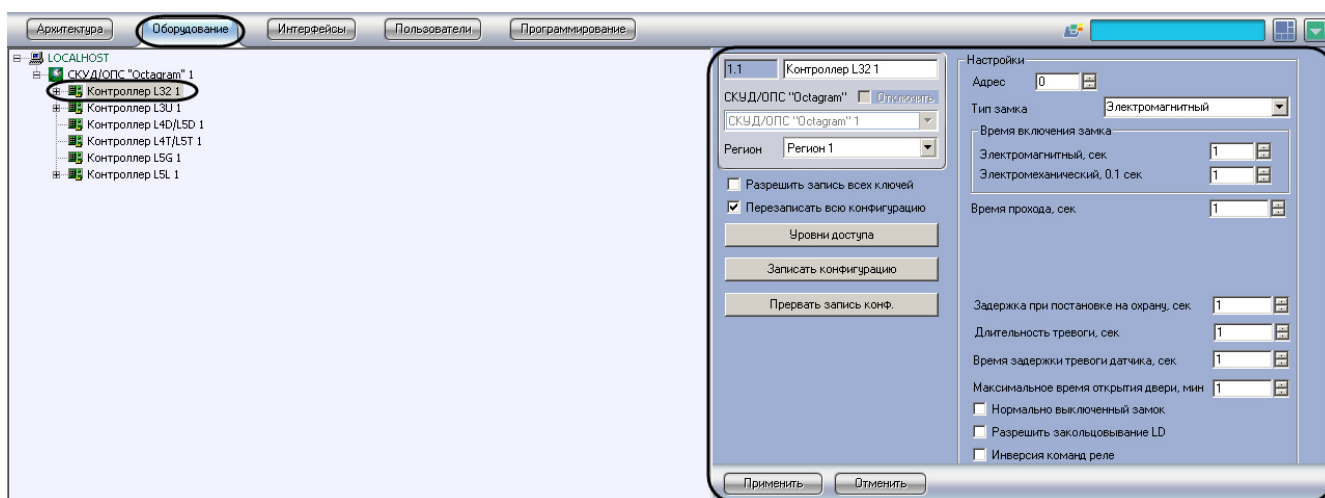 Архитектура Оборудование Интерфейсы Пользователи Программирование
LOCALHOST
СКУД/ОПС "Octagram" 1
Контроллер L32 1
Контроллер L3U 1
Контроллер L4D/L5D 1
Контроллер L4T/L5T 1
Контроллер L5G 1
Контроллер L5L 1
1.1 Контроллер L32 1
СКУД/ОПС "Octagram" Отключить
СКУД/ОПС "Octagram" 1
Регион Регион 1
Разрешить запись всех ключей
Перезаписать всю конфигурацию
Уровни доступа
Записать конфигурацию
Прервать запись конф.
Настройки
Адрес 0
Тип замка Электромагнитный
Время включения замка
Электромагнитный, сек 1
Электромеханический, 0.1 сек 1
Время прохода, сек 1
Задержка при постановке на охрану, сек 1
Длительность тревоги, сек 1
Время задержки тревоги датчика, сек 1
Максимальное время открытия двери, мин 1
Нормально выключенный замок
Разрешить закольцовывание LD
Инверсия команд реле
Применить Отменить